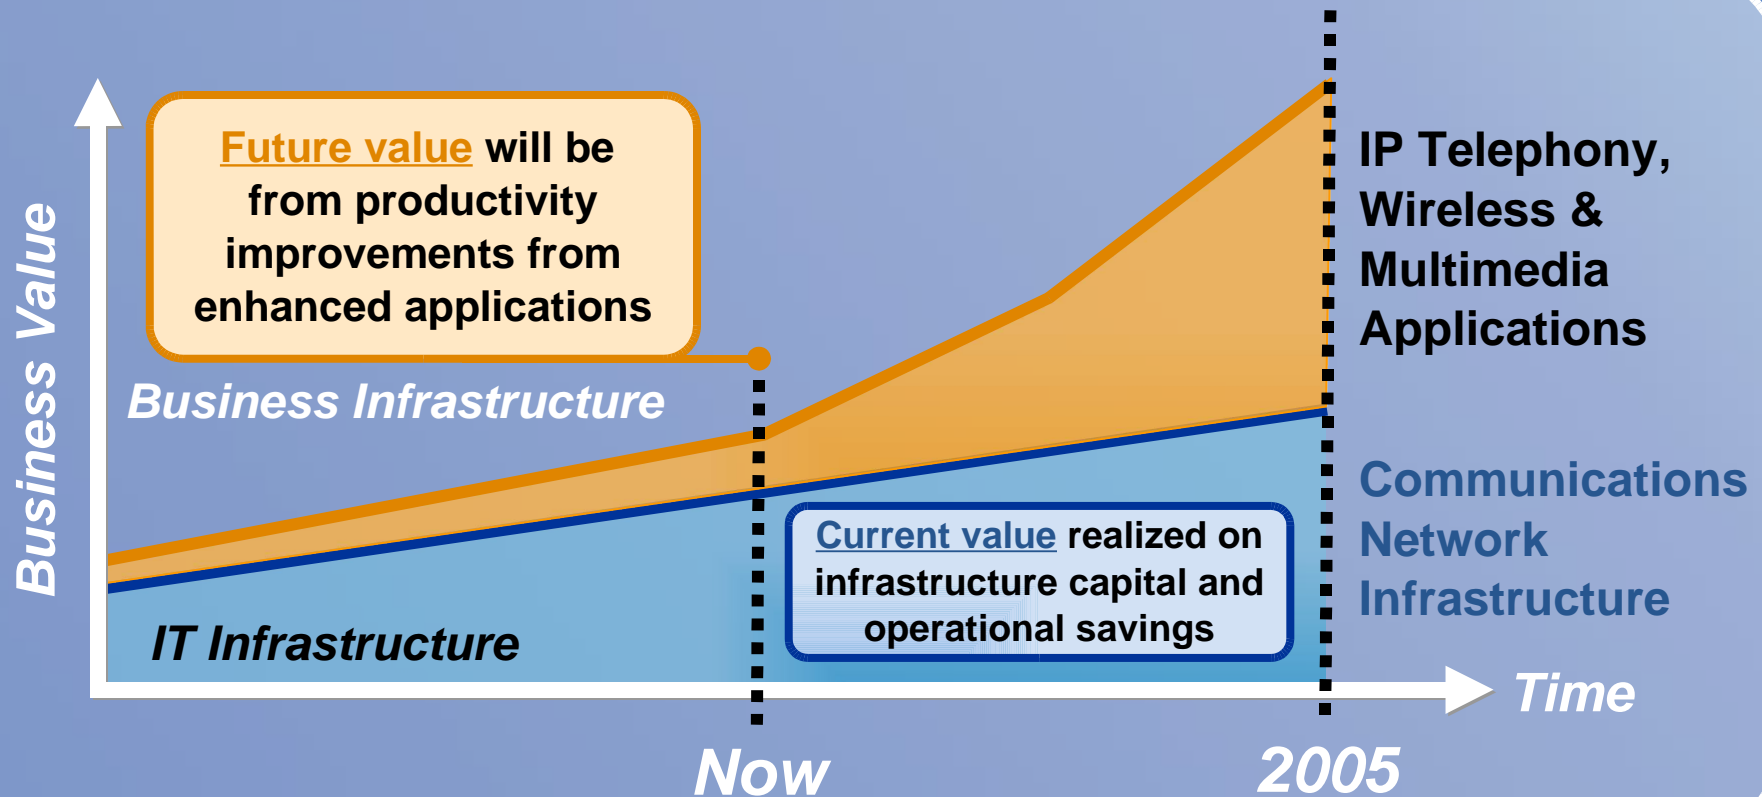 Business Value
Future value will be
from productivity
improvements from
enhanced applications
Business Infrastructure
IT Infrastructure
Current value realized on
infrastructure capital and
operational savings
IP Telephony,
Wireless &
Multimedia
Applications
Communications
Network
Infrastructure
Time
Now
2005